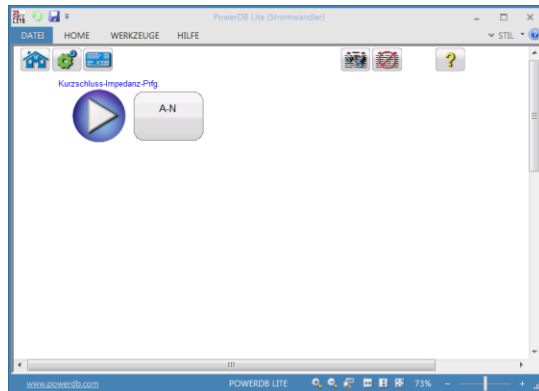 PowerDB Lite (Stromwandler)
DATEI HOME WERKZEUGE HILFE STIL
Kurzschluss-Impedanz-Prfg.
A-N
www.powerdb.com POWERDB LITE 73%